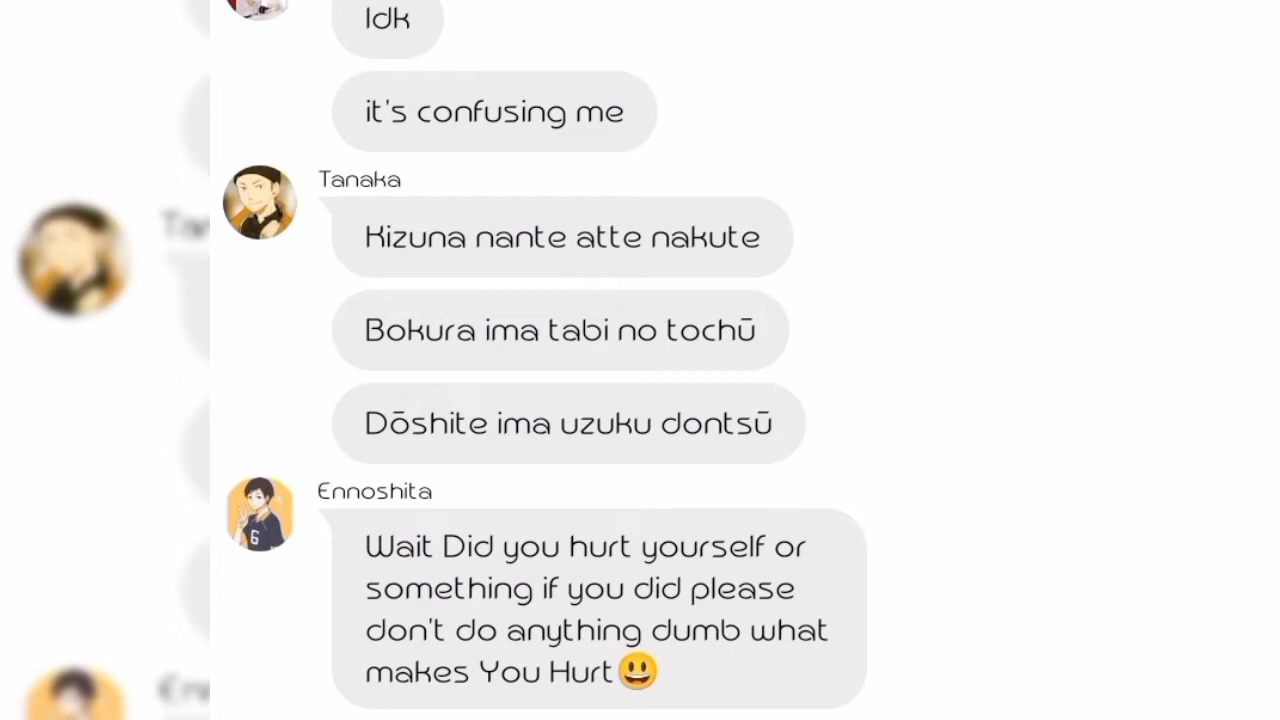 Idk
it's confusing me
Tanaka
Kizuna nante atte nakute
Bokura ima tabi no tochū
Dōshite ima uzuku dontsū
Ennoshita
Wait Did you hurt yourself or
something if you did please
don't do anything dumb what
makes You Hurt😃